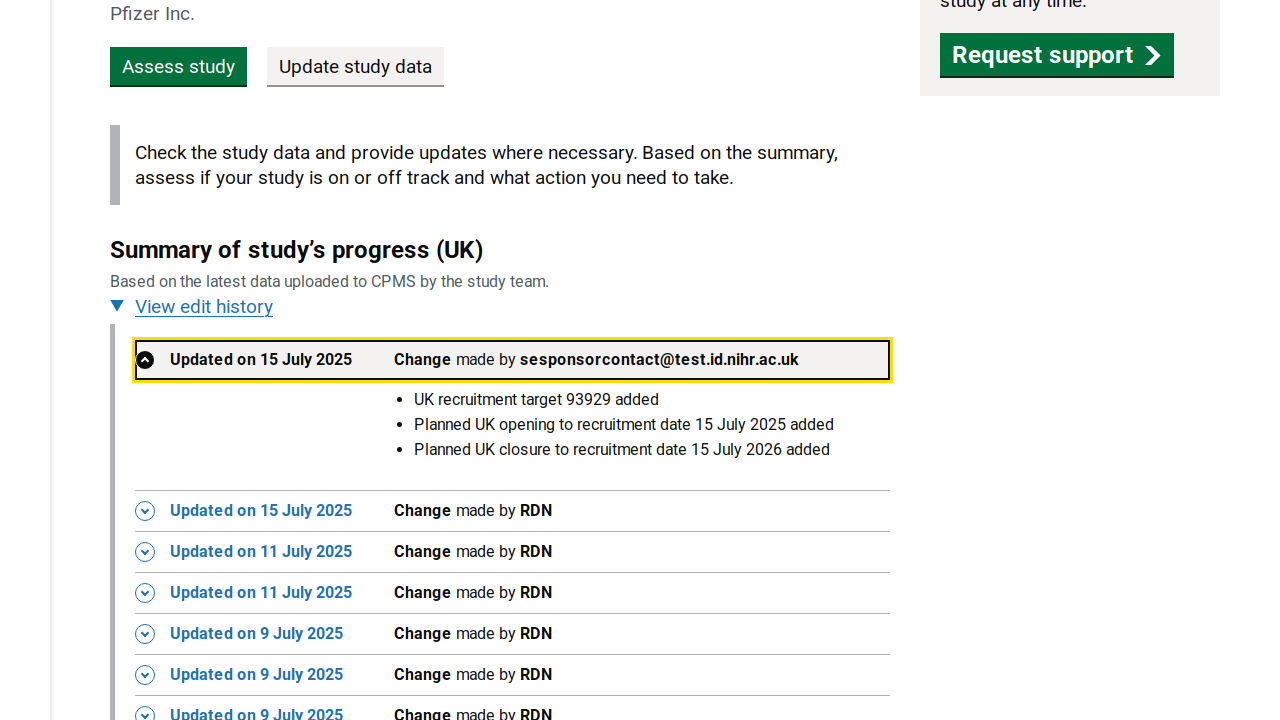 study at any time.
Pfizer Inc.
Request support
Assess study
Update study data
Check the study data and provide updates where necessary. Based on the summary,
assess if your study is on or off track and what action you need to take.
Summary of study’s progress (UK)
Based on the latest data uploaded to CPMS by the study team.
View edit history
Updated on 15 July 2025 Change made by sesponsorcontact@test.id.nihr.ac.uk
• UK recruitment target 93929 added
• Planned UK opening to recruitment date 15 July 2025 added
• Planned UK closure to recruitment date 15 July 2026 added
Updated on 15 July 2025 Change made by RDN
Updated on 11 July 2025 Change made by RDN
Updated on 11 July 2025 Change made by RDN
Updated on 9 July 2025 Change made by RDN
Updated on 9 July 2025 Change made by RDN
Updated on 9 July 2025 Change made by RDN